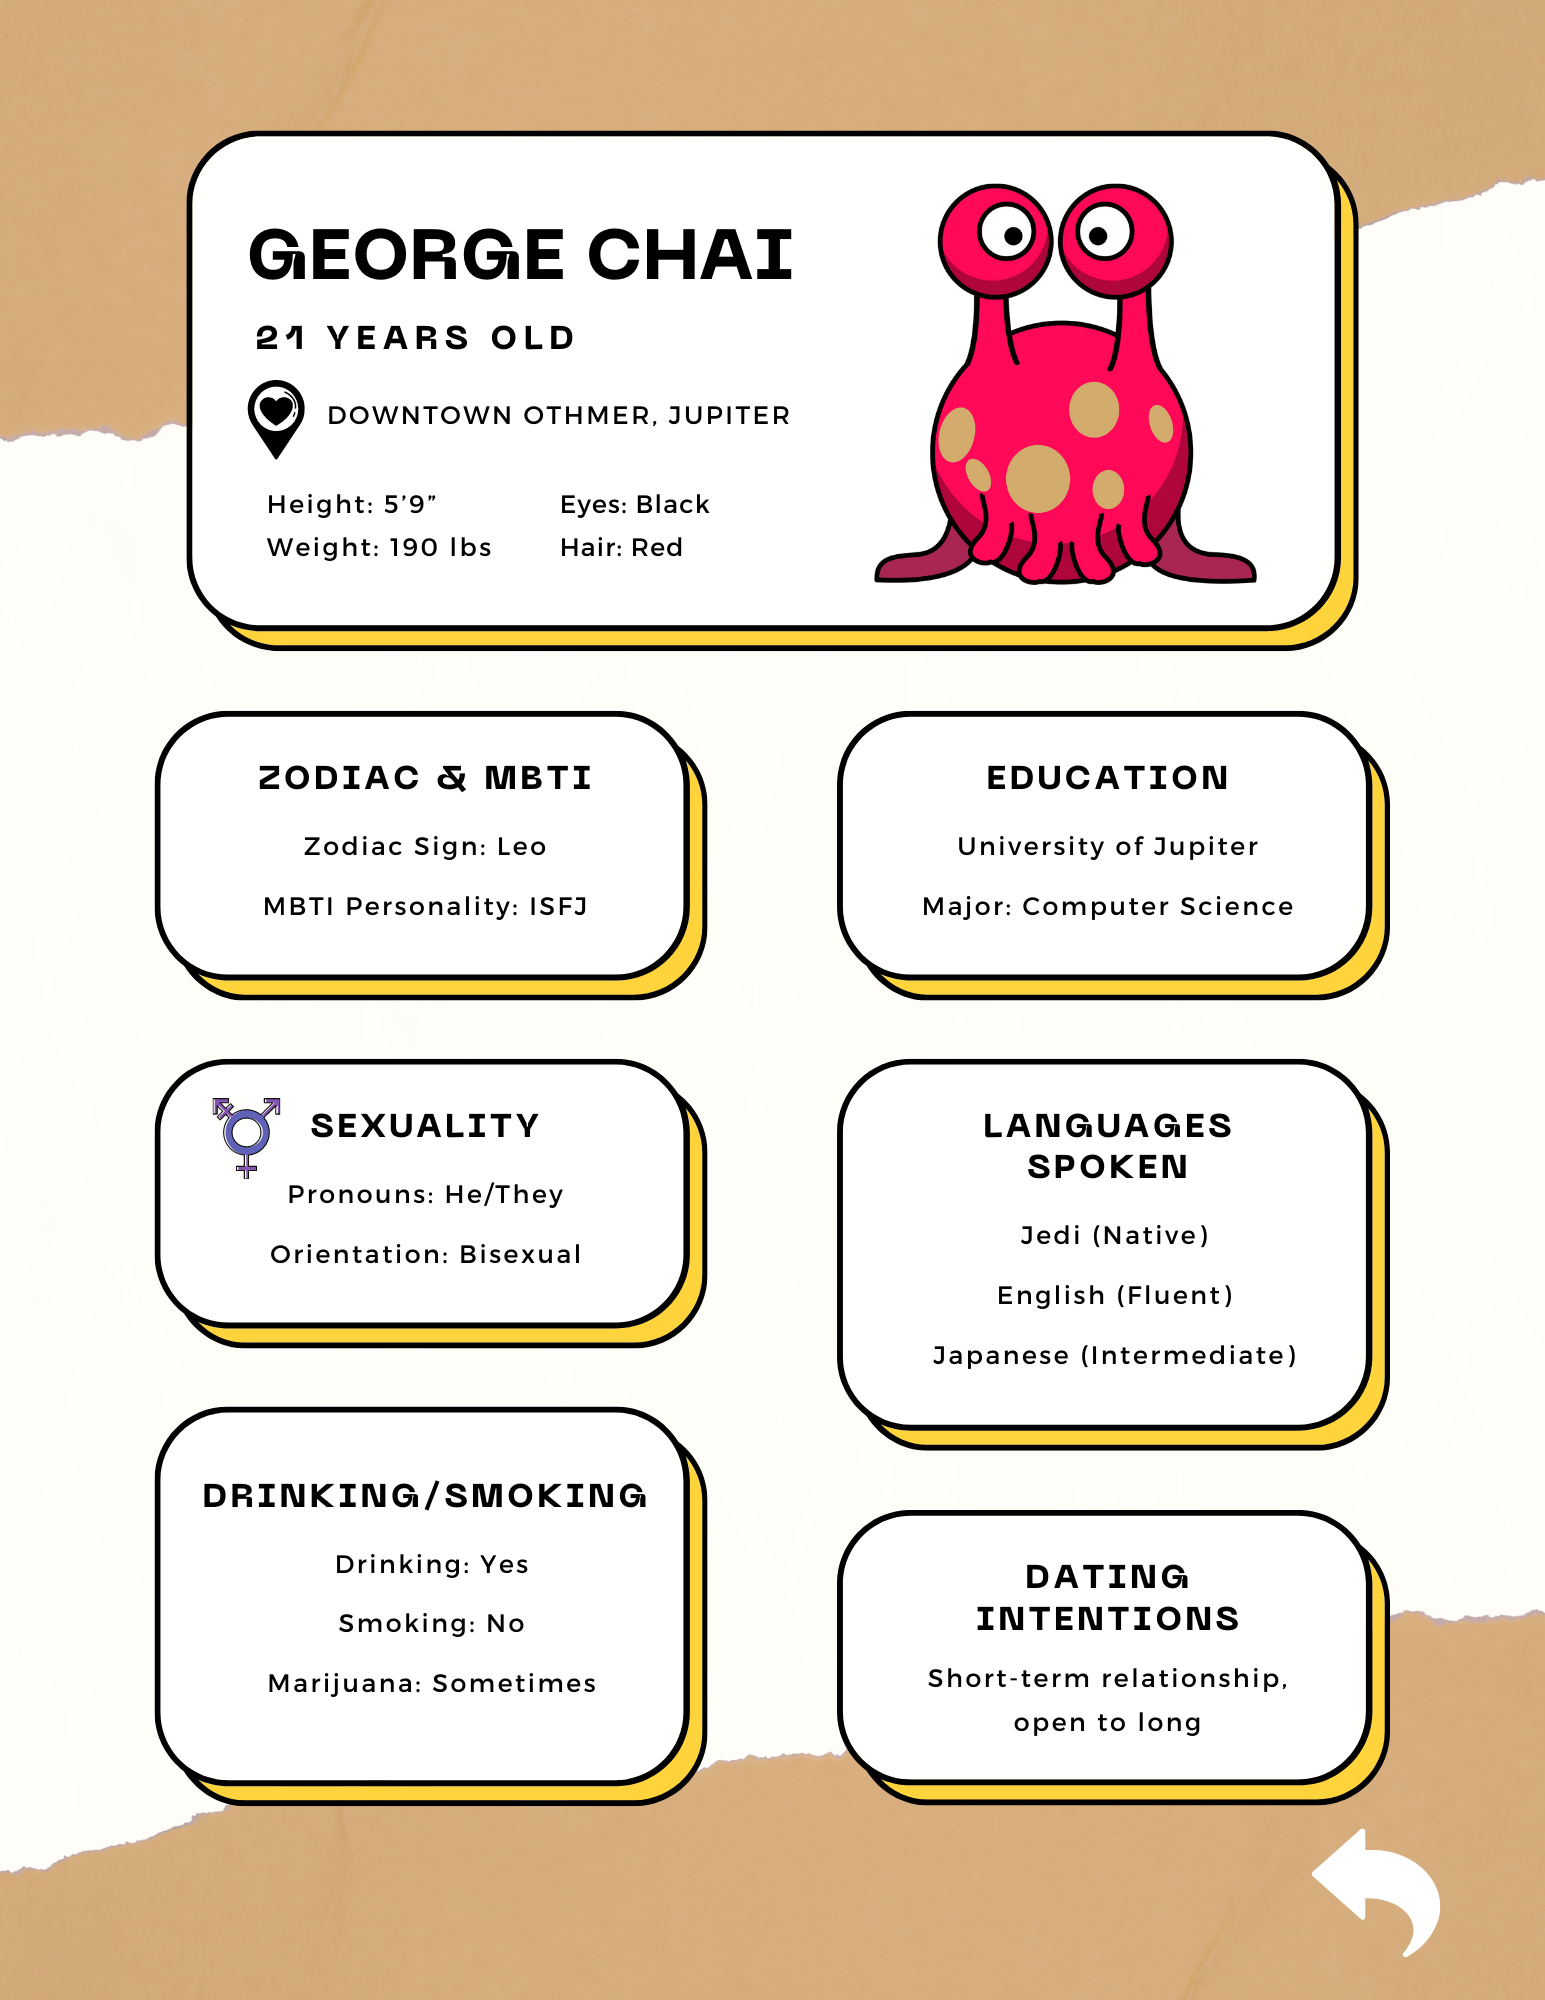 GEORGE CHAI
21 YEARS OLD
DOWNTOWN OTHMER, JUPITER
Height: 5’9”
Weight: 190 lbs
Eyes: Black
Hair: Red
ZODIAC & MBTI
Zodiac Sign: Leo
MBTI Personality: ISFJ
EDUCATION
University of Jupiter
Major: Computer Science
SEXUALITY
Pronouns: He/They
Orientation: Bisexual
LANGUAGES
SPOKEN
Jedi (Native)
English (Fluent)
Japanese (Intermediate)
DRINKING/SMOKING
Drinking: Yes
Smoking: No
Marijuana: Sometimes
DATING
INTENTIONS
Short-term relationship,
open to long